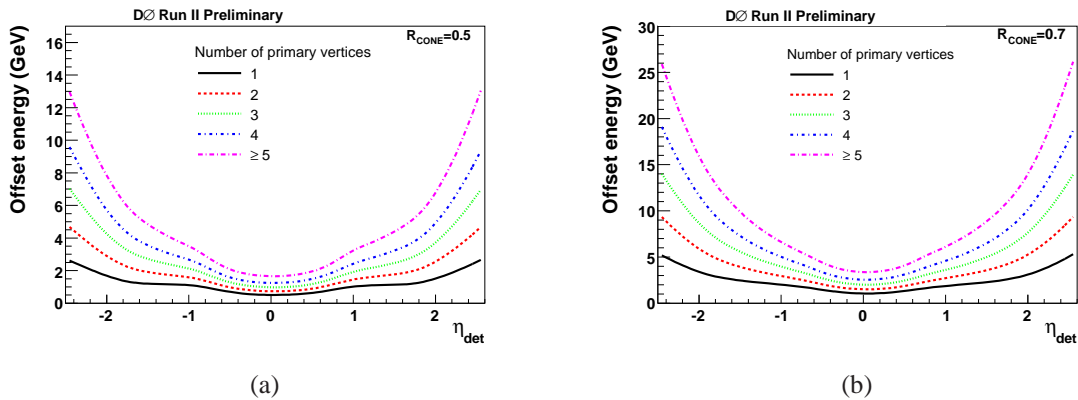 DØ Run II Preliminary
R_CONE=0.5
Offset energy (GeV)
16
14
12
10
8
6
4
2
0
Number of primary vertices
1
2
3
4
≥ 5
-2 -1 0 1 2
η_det
(a)
DØ Run II Preliminary
R_CONE=0.7
Offset energy (GeV)
30
25
20
15
10
5
0
Number of primary vertices
1
2
3
4
≥ 5
-2 -1 0 1 2
η_det
(b)